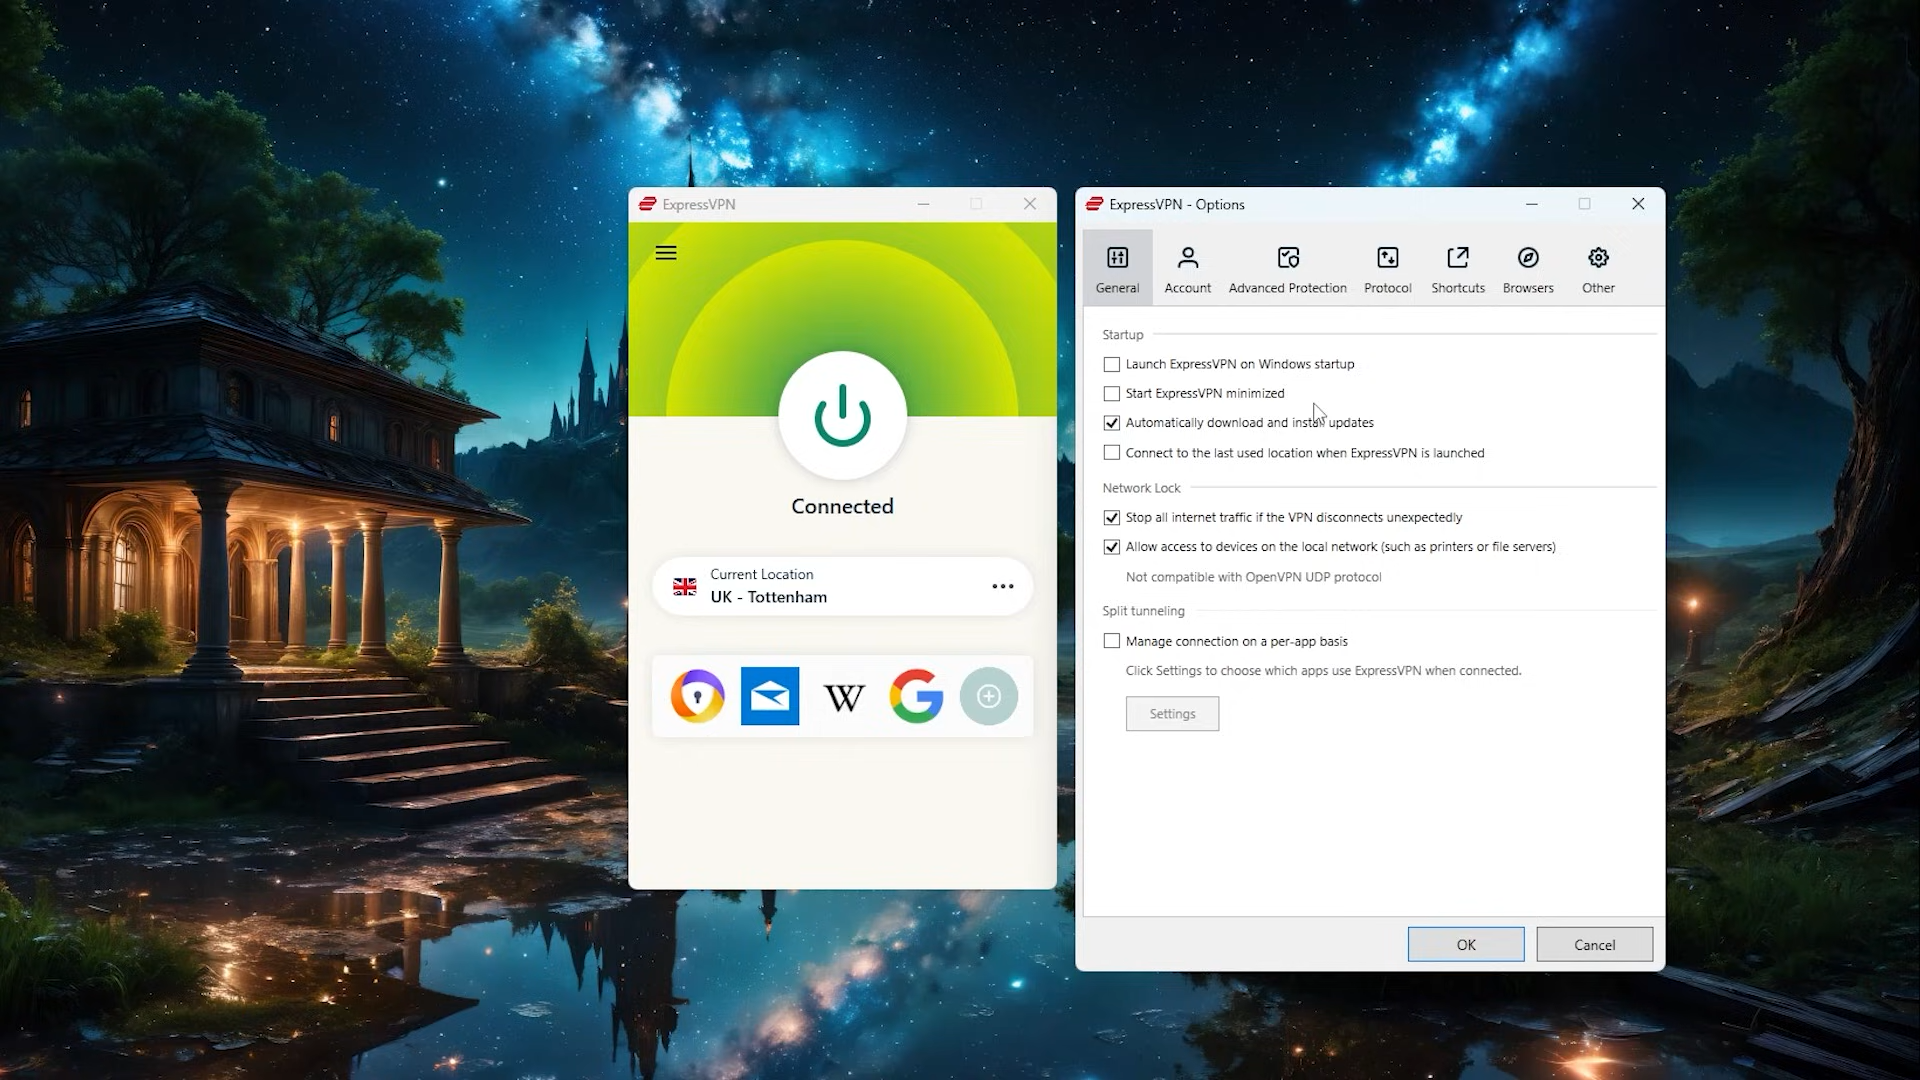 ExpressVPN
Connected
Current Location
UK - Tottenham
W
ExpressVPN - Options
General
Account
Advanced Protection
Protocol
Shortcuts
Browsers
Other
Startup
Launch ExpressVPN on Windows startup
Start ExpressVPN minimized
Automatically download and install updates
Connect to the last used location when ExpressVPN is launched
Network Lock
Stop all internet traffic if the VPN disconnects unexpectedly
Allow access to devices on the local network (such as printers or file servers)
Not compatible with OpenVPN UDP protocol
Split tunneling
Manage connection on a per-app basis
Click Settings to choose which apps use ExpressVPN when connected.
Settings
OK
Cancel